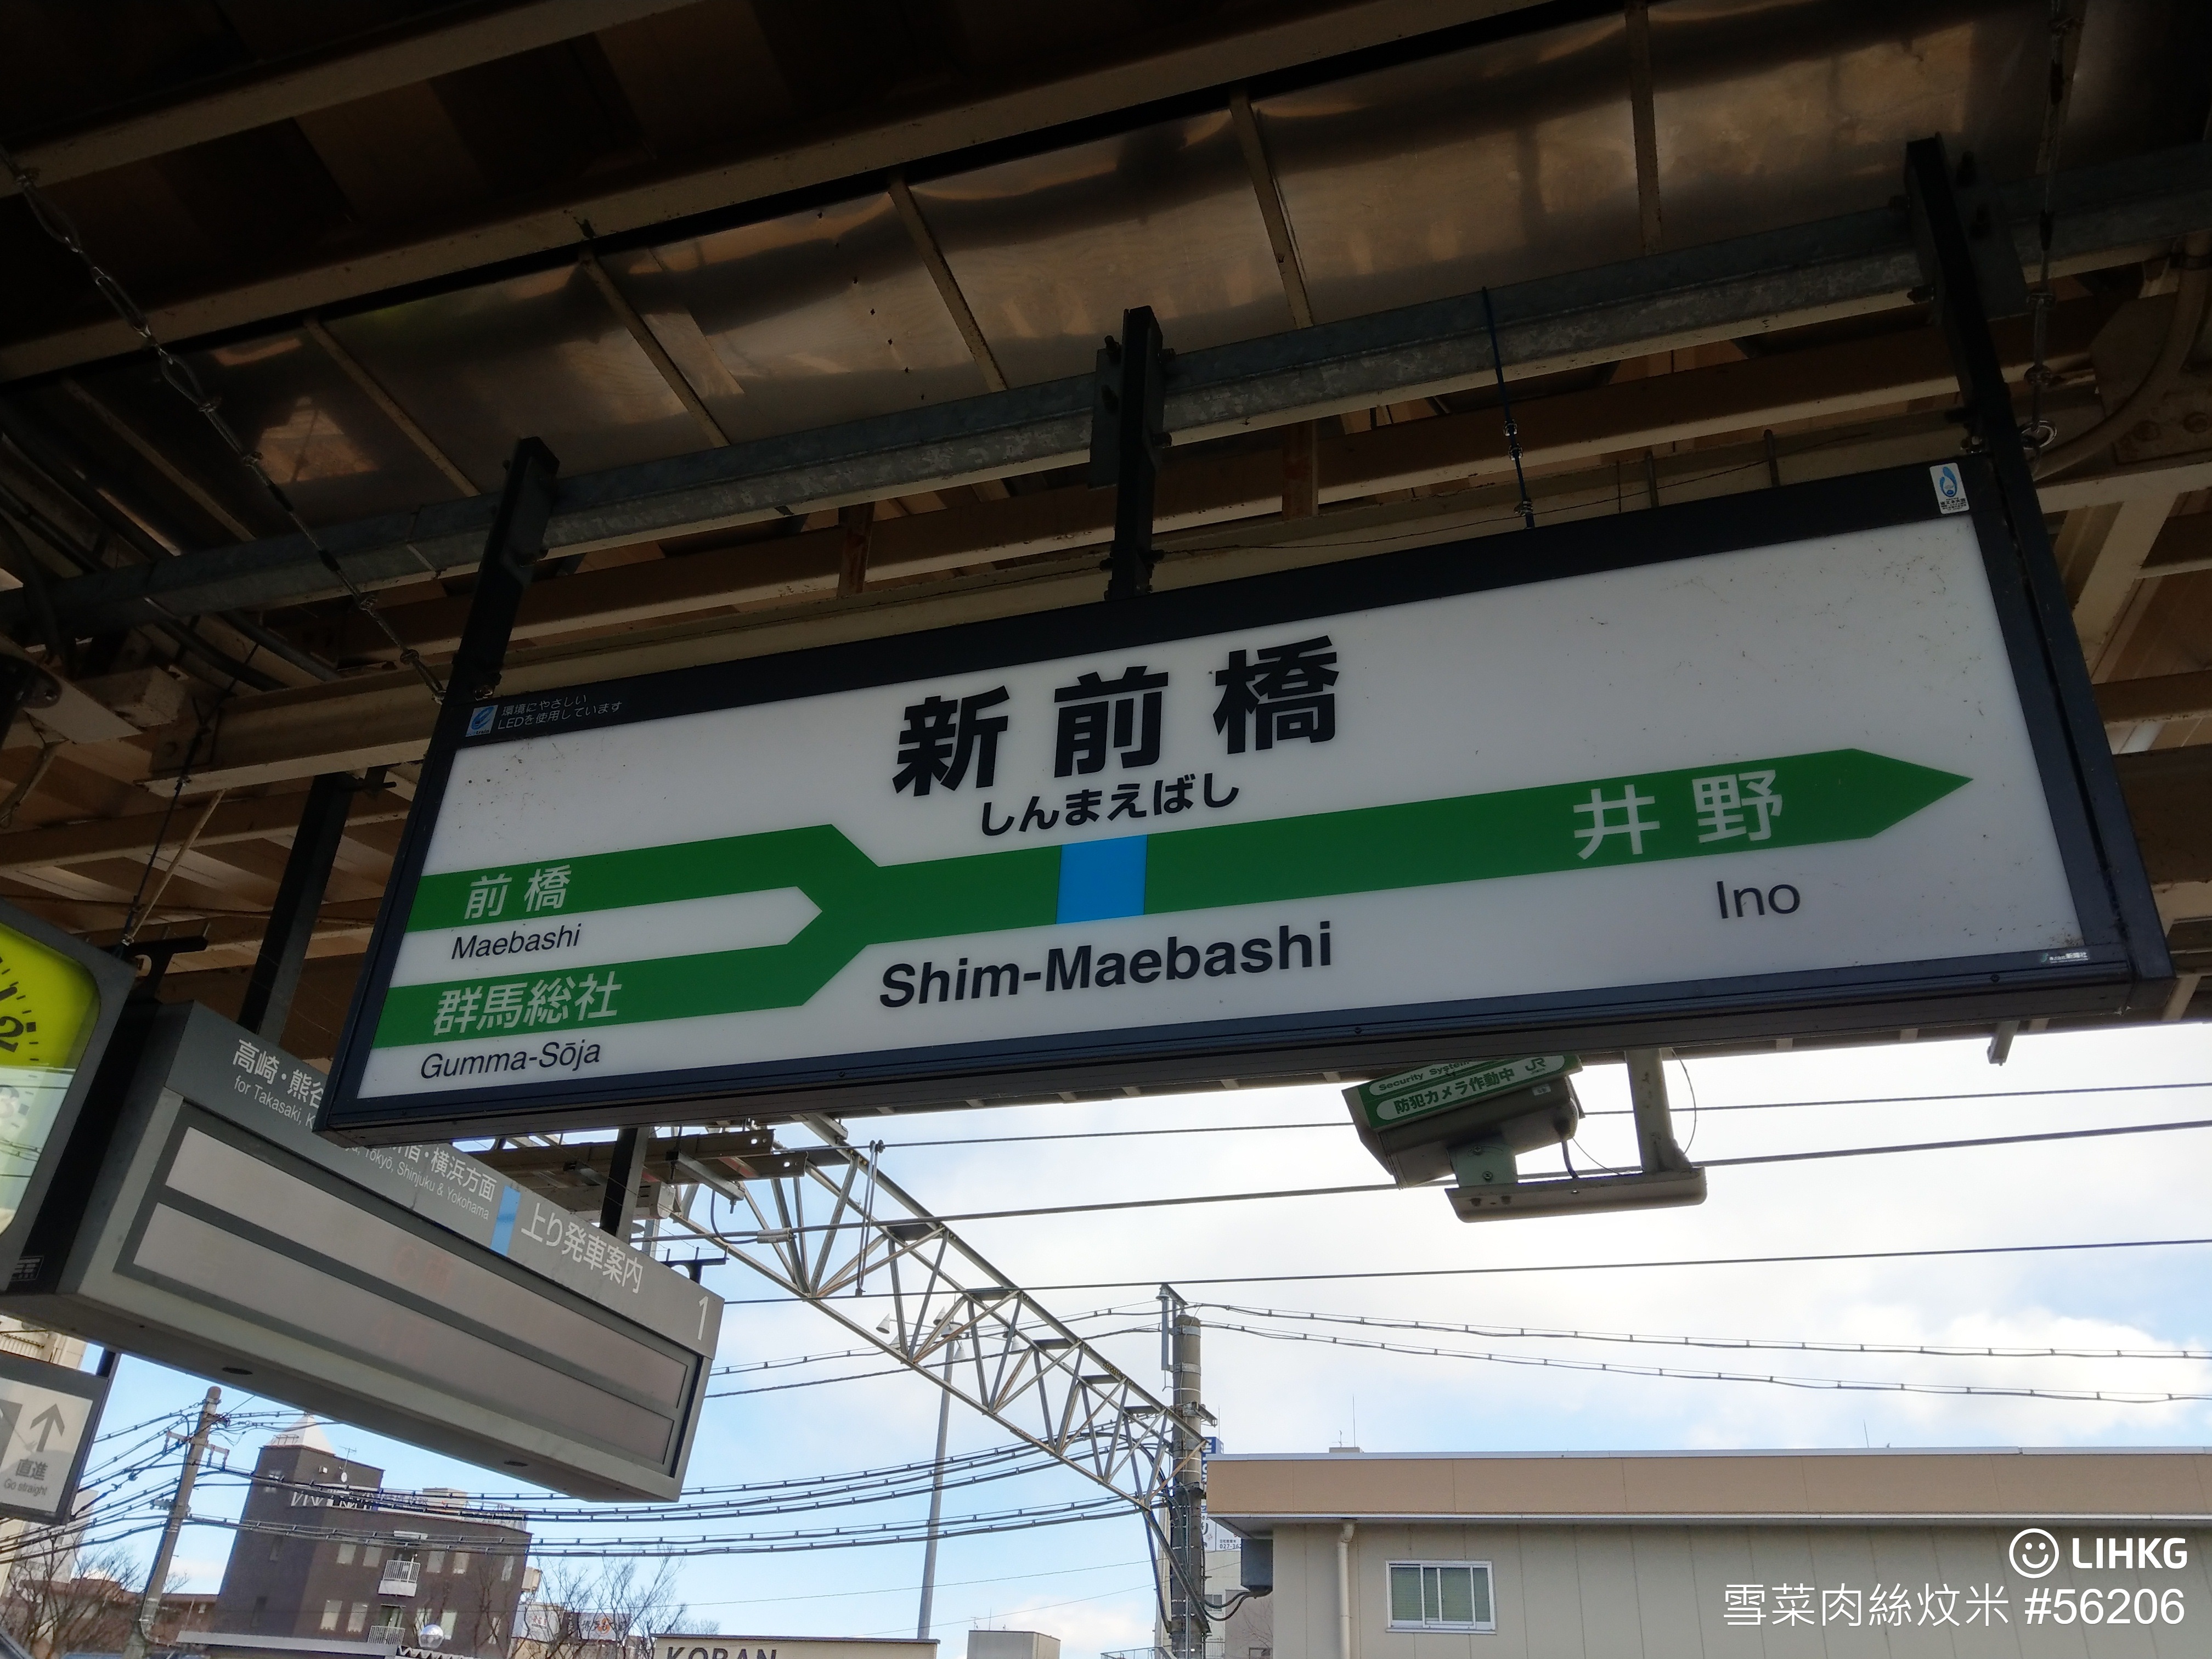 環境にやさしい
LEDを使用しています
新前橋
しんまえばし
前橋
Maebashi
井野
Ino
Shim-Maebashi
群馬総社
Gumma-Sōja
高崎・熊谷
for Takasaki,
横浜方面
Tōkyō, Shinjuku & Yokohama
上り発車案内
1
Security System
防犯カメラ作動中
JR
12
直進
Go straight
KOBAN
LIHKG
雪菜肉絲炆米 #56206